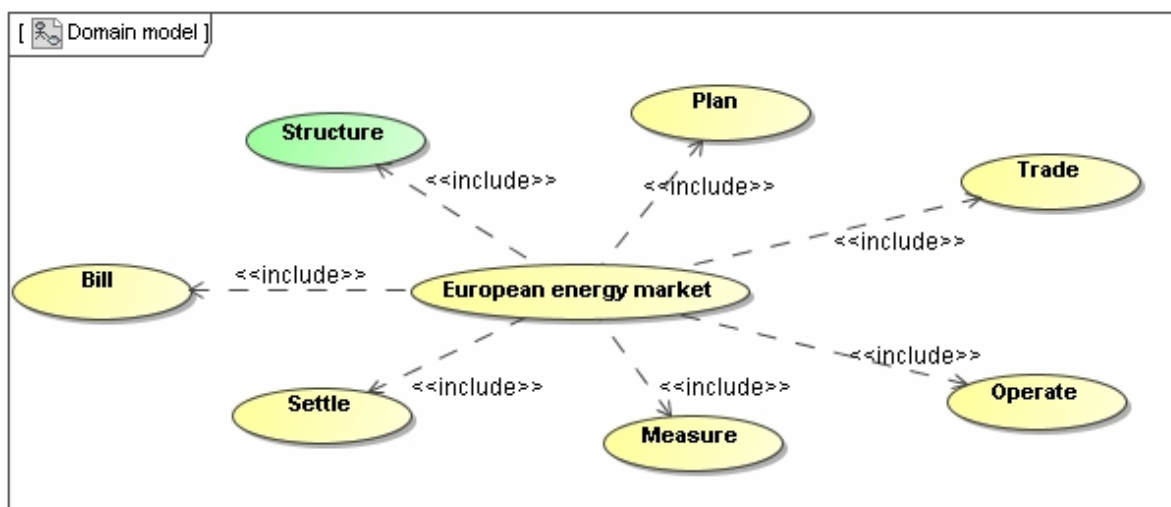 [ Domain model ]
Plan
Structure
Trade
<<include>>
<<include>>
<<include>>
Bill
<<include>>
European energy market
<<include>>
<<include>>
<<include>>
Operate
Settle
Measure